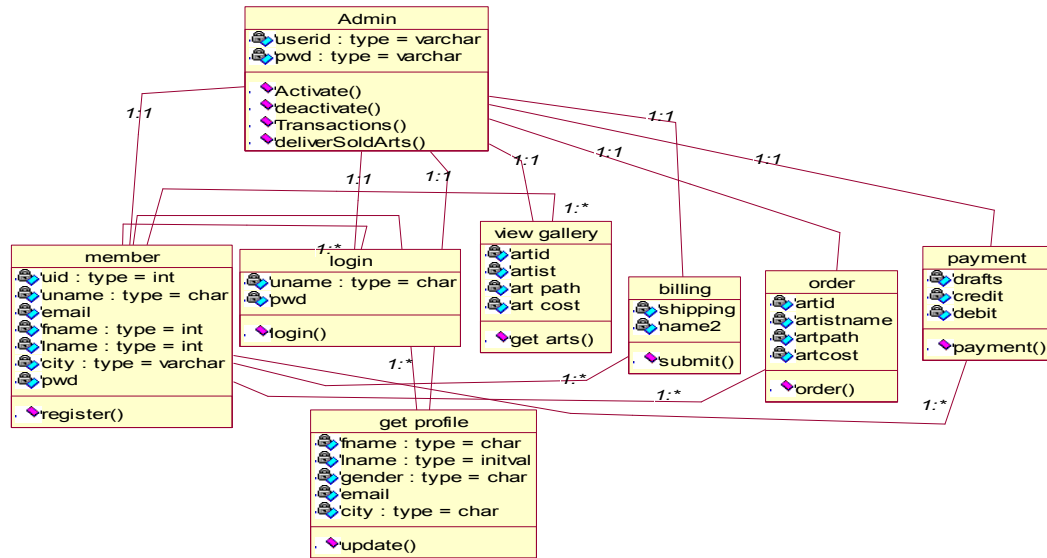 Admin
userid : type = varchar
pwd : type = varchar
Activate()
deactivate()
Transactions()
deliverSoldArts()
1:1
1:1
1:1
1:1
1:1
1:1
1:1
1:*
member
uid : type = int
uname : type = char
email
fname : type = int
lname : type = int
city : type = varchar
pwd
register()
1:*
login
uname : type = char
pwd
login()
view gallery
artid
artist
art path
art cost
get arts()
billing
shipping
name2
submit()
order
artid
artistname
artpath
artcost
order()
payment
drafts
credit
debit
payment()
1:*
1:*
1:*
1:*
get profile
fname : type = char
lname : type = initval
gender : type = char
email
city : type = char
update()